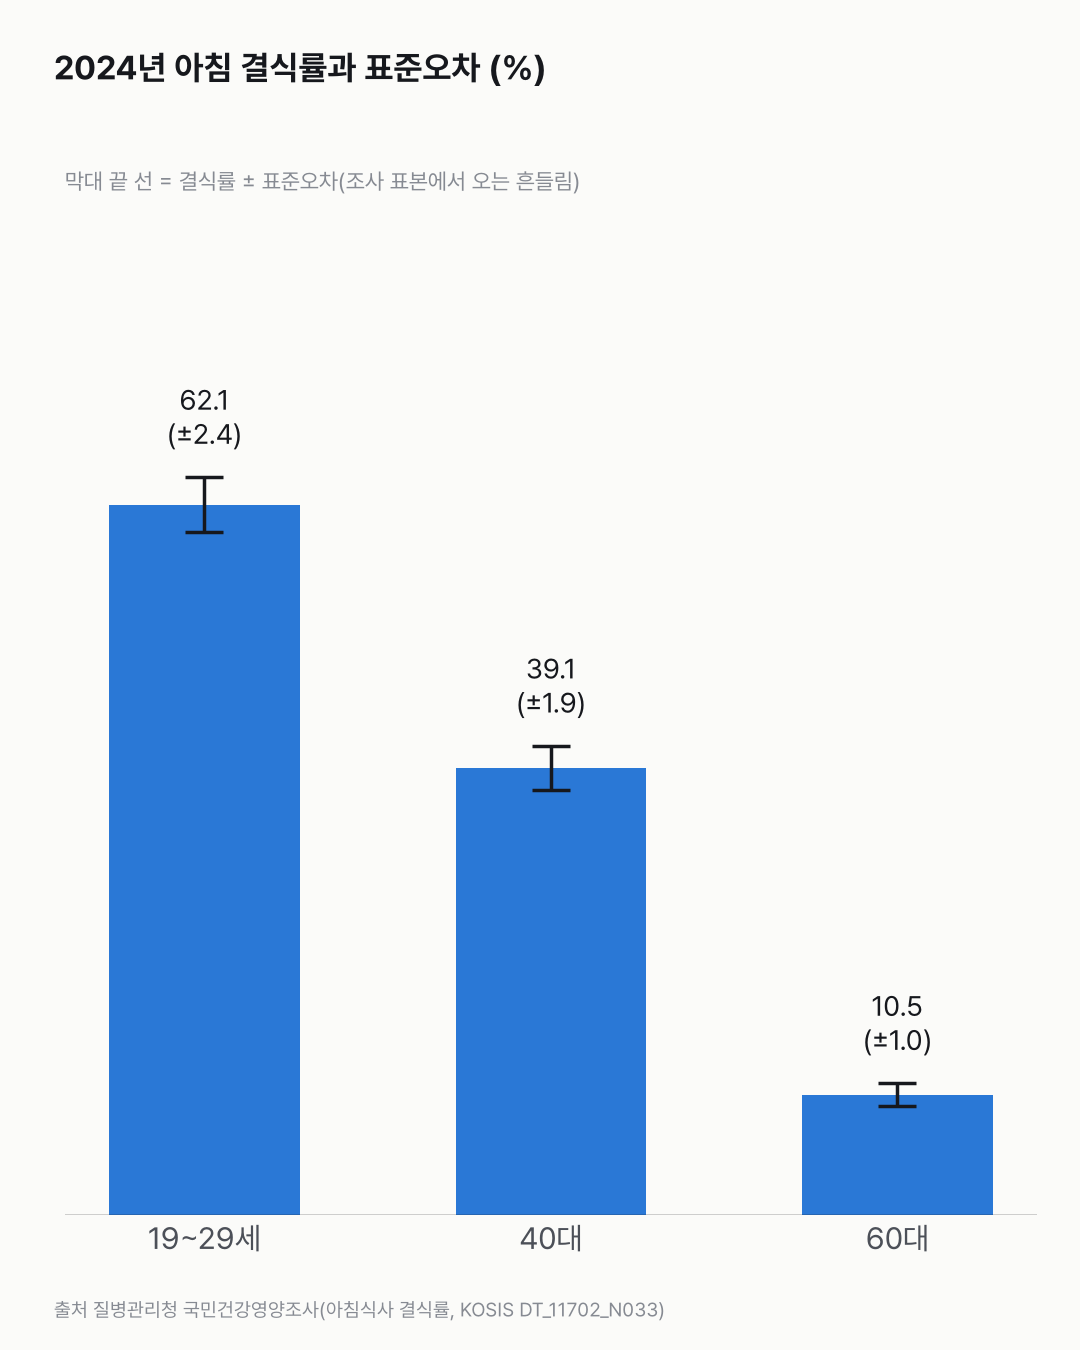 2024년 아침 결식률과 표준오차 (%)
막대 끝 선 = 결식률 ± 표준오차(조사 표본에서 오는 흔들림)
62.1
(±2.4)
39.1
(±1.9)
10.5
(±1.0)
19~29세
40대
60대
출처 질병관리청 국민건강영양조사(아침식사 결식률, KOSIS DT_11702_N033)